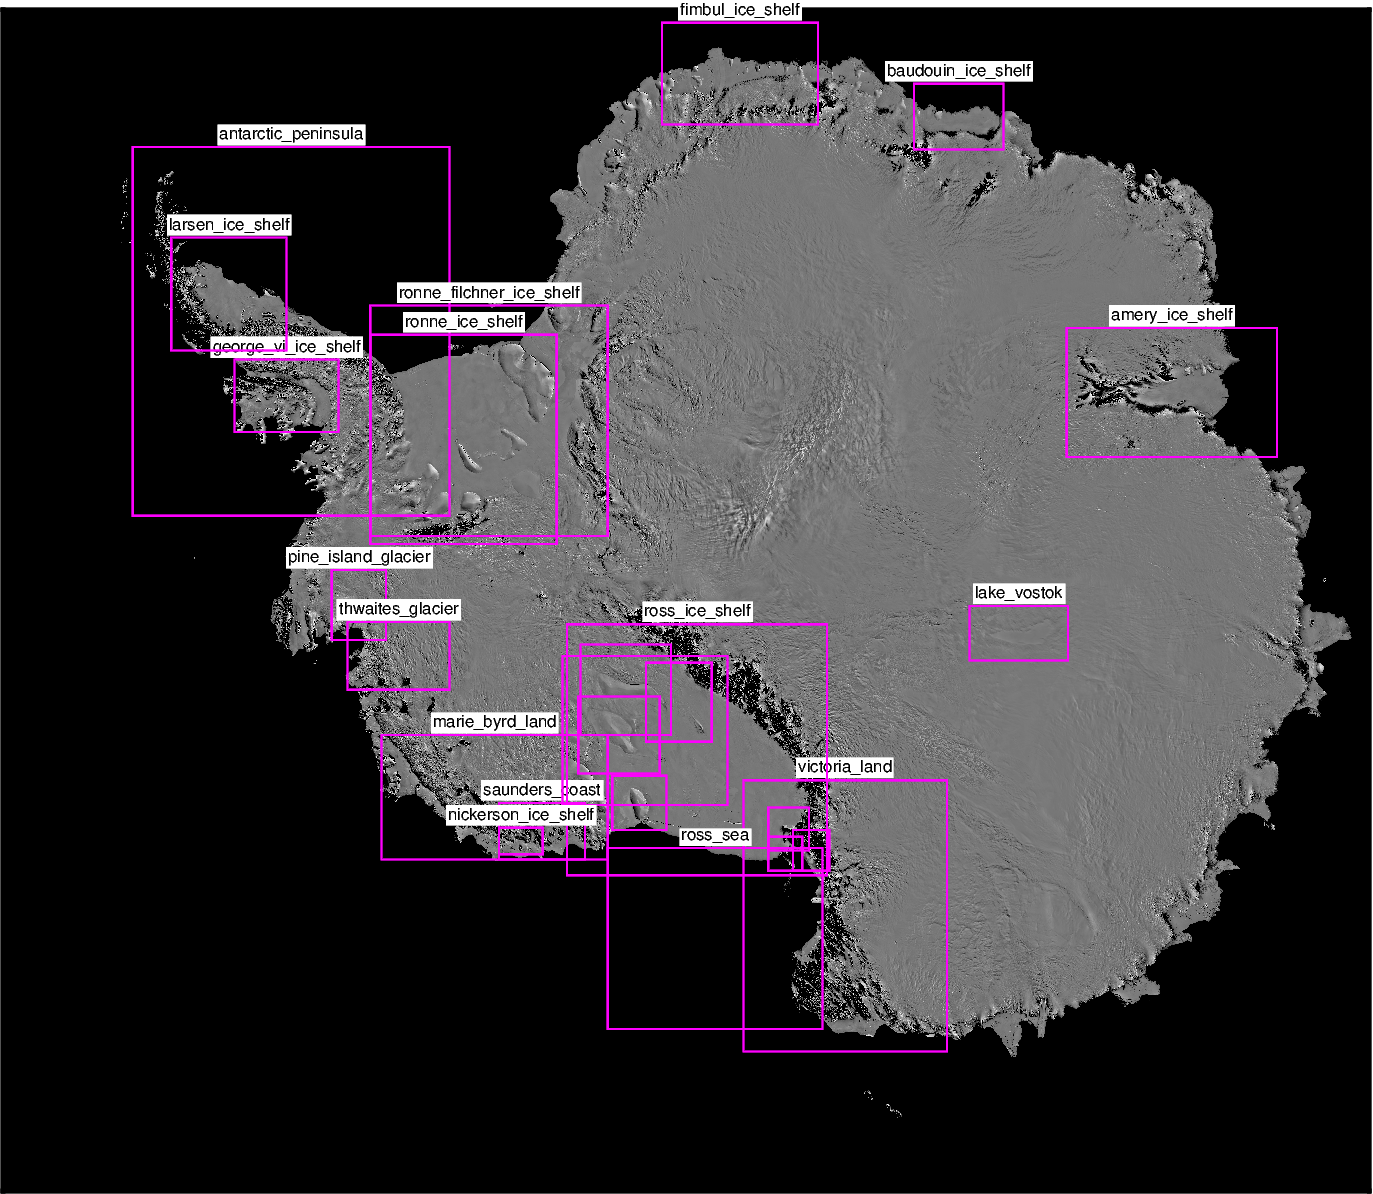 fimbul_ice_shelf
baudouin_ice_shelf
antarctic_peninsula
larsen_ice_shelf
ronne_filchner_ice_shelf
amery_ice_shelf
ronne_ice_shelf
george_vi_ice_shelf
pine_island_glacier
lake_vostok
thwaites_glacier
ross_ice_shelf
marie_byrd_land
victoria_land
saunders_coast
nickerson_ice_shelf
ross_sea